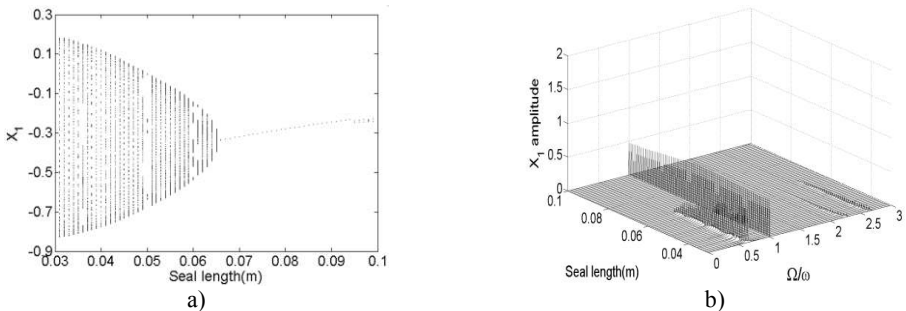 0.3
0.1
-0.1
-0.3
-0.5
-0.7
-0.9
X1
0.03 0.04 0.05 0.06 0.07 0.08 0.09 0.1
Seal length(m)
a)
2
1.5
1
0.5
0
X1 amplitude
0.1
0.08
0.06
0.04
Seal length(m)
0 0.5 1 1.5 2 2.5 3
Ω/ω
b)